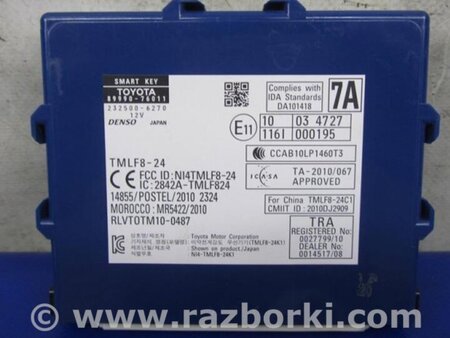 SMART KEY
TOYOTA
89990-76011
232500-6270
12V
DENSO JAPAN
Complies with
IDA Standards
DA101418
7A
E11
10 03 4727
1161 000195
CCAB10LP1460T3
TMLF8-24
FCC ID:NI4TMLF8-24
IC:2842A-TMLF824
14855/POSTEL/2010 2324
MOROCCO:MR5422/2010
RLVTOTM10-0487
ICASA
TA-2010/067
APPROVED
For China TMLF8-24C1
CMIIT ID:2010DJ2909
TRA
REGISTERED No:
0027799/10
DEALER No:
0014517/08
Toyota Motor Corporation
(TMLF8-24K1)
NI4-TMLF8-24K1
www.razborki.com